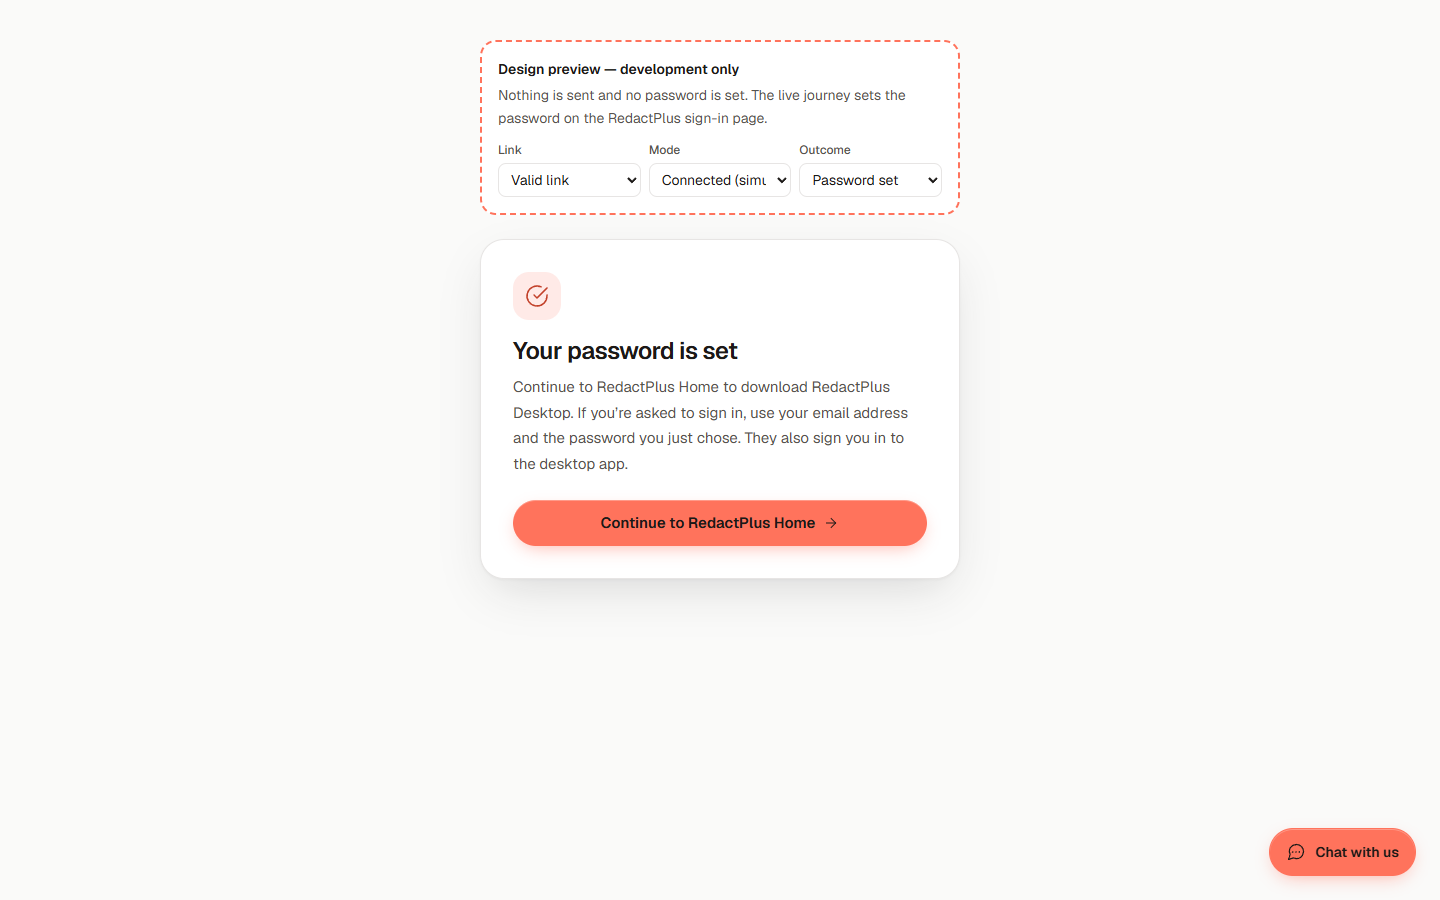 Design preview — development only
Nothing is sent and no password is set. The live journey sets the
password on the RedactPlus sign-in page.
Link Mode Outcome
Valid link Connected (simu Password set
Your password is set
Continue to RedactPlus Home to download RedactPlus
Desktop. If you’re asked to sign in, use your email address
and the password you just chose. They also sign you in to
the desktop app.
Continue to RedactPlus Home →
Chat with us